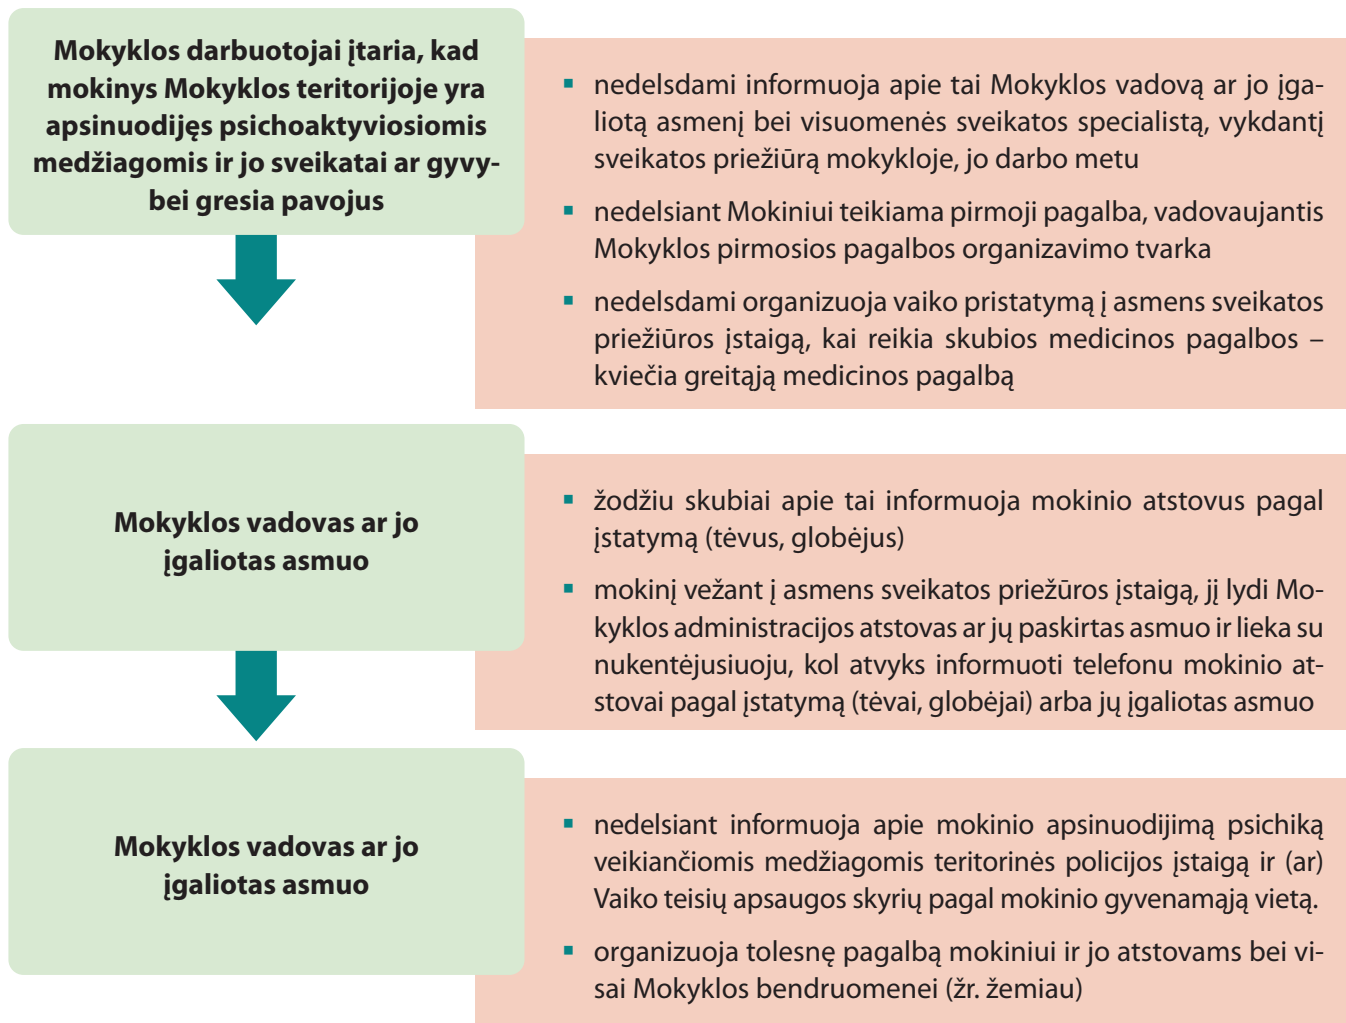 Mokyklos darbuotojai įtaria, kad
mokinys Mokyklos teritorijoje yra
apsinuodijęs psichoaktyviosiomis
medžiagomis ir jo sveikatai ar gyvy-
bei gresia pavojus
▪ nedelsdami informuoja apie tai Mokyklos vadovą ar jo įga-
liotą asmenį bei visuomenės sveikatos specialistą, vykdantį
sveikatos priežiūrą mokykloje, jo darbo metu
▪ nedelsiant Mokiniui teikiama pirmoji pagalba, vadovaujantis
Mokyklos pirmosios pagalbos organizavimo tvarka
▪ nedelsdami organizuoja vaiko pristatymą į asmens sveikatos
priežiūros įstaigą, kai reikia skubios medicinos pagalbos –
kviečia greitąją medicinos pagalbą
Mokyklos vadovas ar jo
įgaliotas asmuo
▪ žodžiu skubiai apie tai informuoja mokinio atstovus pagal
įstatymą (tėvus, globėjus)
▪ mokinį vežant į asmens sveikatos priežūros įstaigą, jį lydi Mo-
kyklos administracijos atstovas ar jų paskirtas asmuo ir lieka su
nukentėjusiuoju, kol atvyks informuoti telefonu mokinio at-
stovai pagal įstatymą (tėvai, globėjai) arba jų įgaliotas asmuo
Mokyklos vadovas ar jo
įgaliotas asmuo
▪ nedelsiant informuoja apie mokinio apsinuodijimą psichiką
veikiančiomis medžiagomis teritorinės policijos įstaigą ir (ar)
Vaiko teisių apsaugos skyrių pagal mokinio gyvenamąją vietą.
▪ organizuoja tolesnę pagalbą mokiniui ir jo atstovams bei vi-
sai Mokyklos bendruomenei (žr. žemiau)